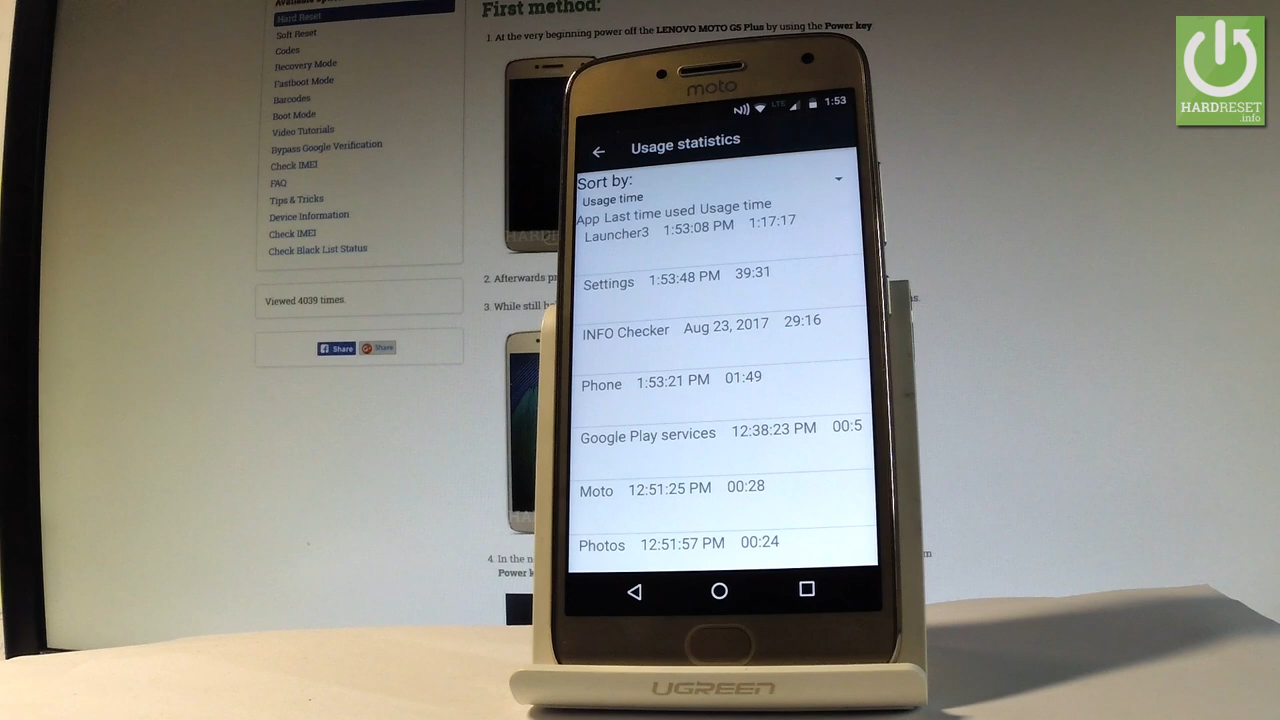 Hard Reset
Soft Reset
Codes
Recovery Mode
Fastboot Mode
Barcodes
Boot Mode
Video Tutorials
Bypass Google Verification
Check IMEI
FAQ
Tips & Tricks
Device Information
Check IMEI
Check Black List Status
Viewed 4039 times.
Share
Share
First method:
1. At the very beginning power off the LENOVO MOTO G5 Plus by using the Power key
2. Afterwards
3. While still
4. In the
Power
moto
LTE 1:53
Usage statistics
Sort by:
Usage time
App Last time used Usage time
Launcher3 1:53:08 PM 1:17:17
Settings 1:53:48 PM 39:31
INFO Checker Aug 23, 2017 29:16
Phone 1:53:21 PM 01:49
Google Play services 12:38:23 PM 00:5
Moto 12:51:25 PM 00:28
Photos 12:51:57 PM 00:24
UGREEN
HARDRESET
.info